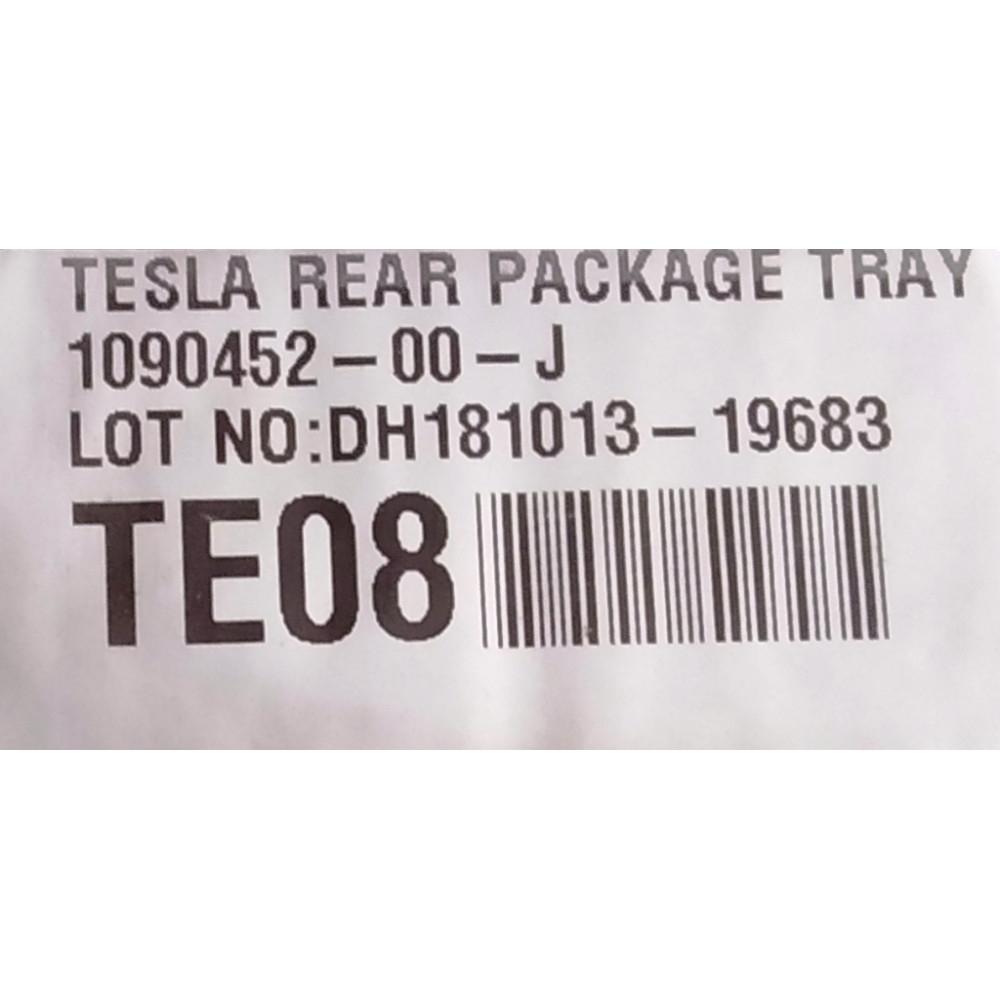 TESLA REAR PACKAGE TRAY
1090452-00-J
LOT NO:DH181013-19683
TE08